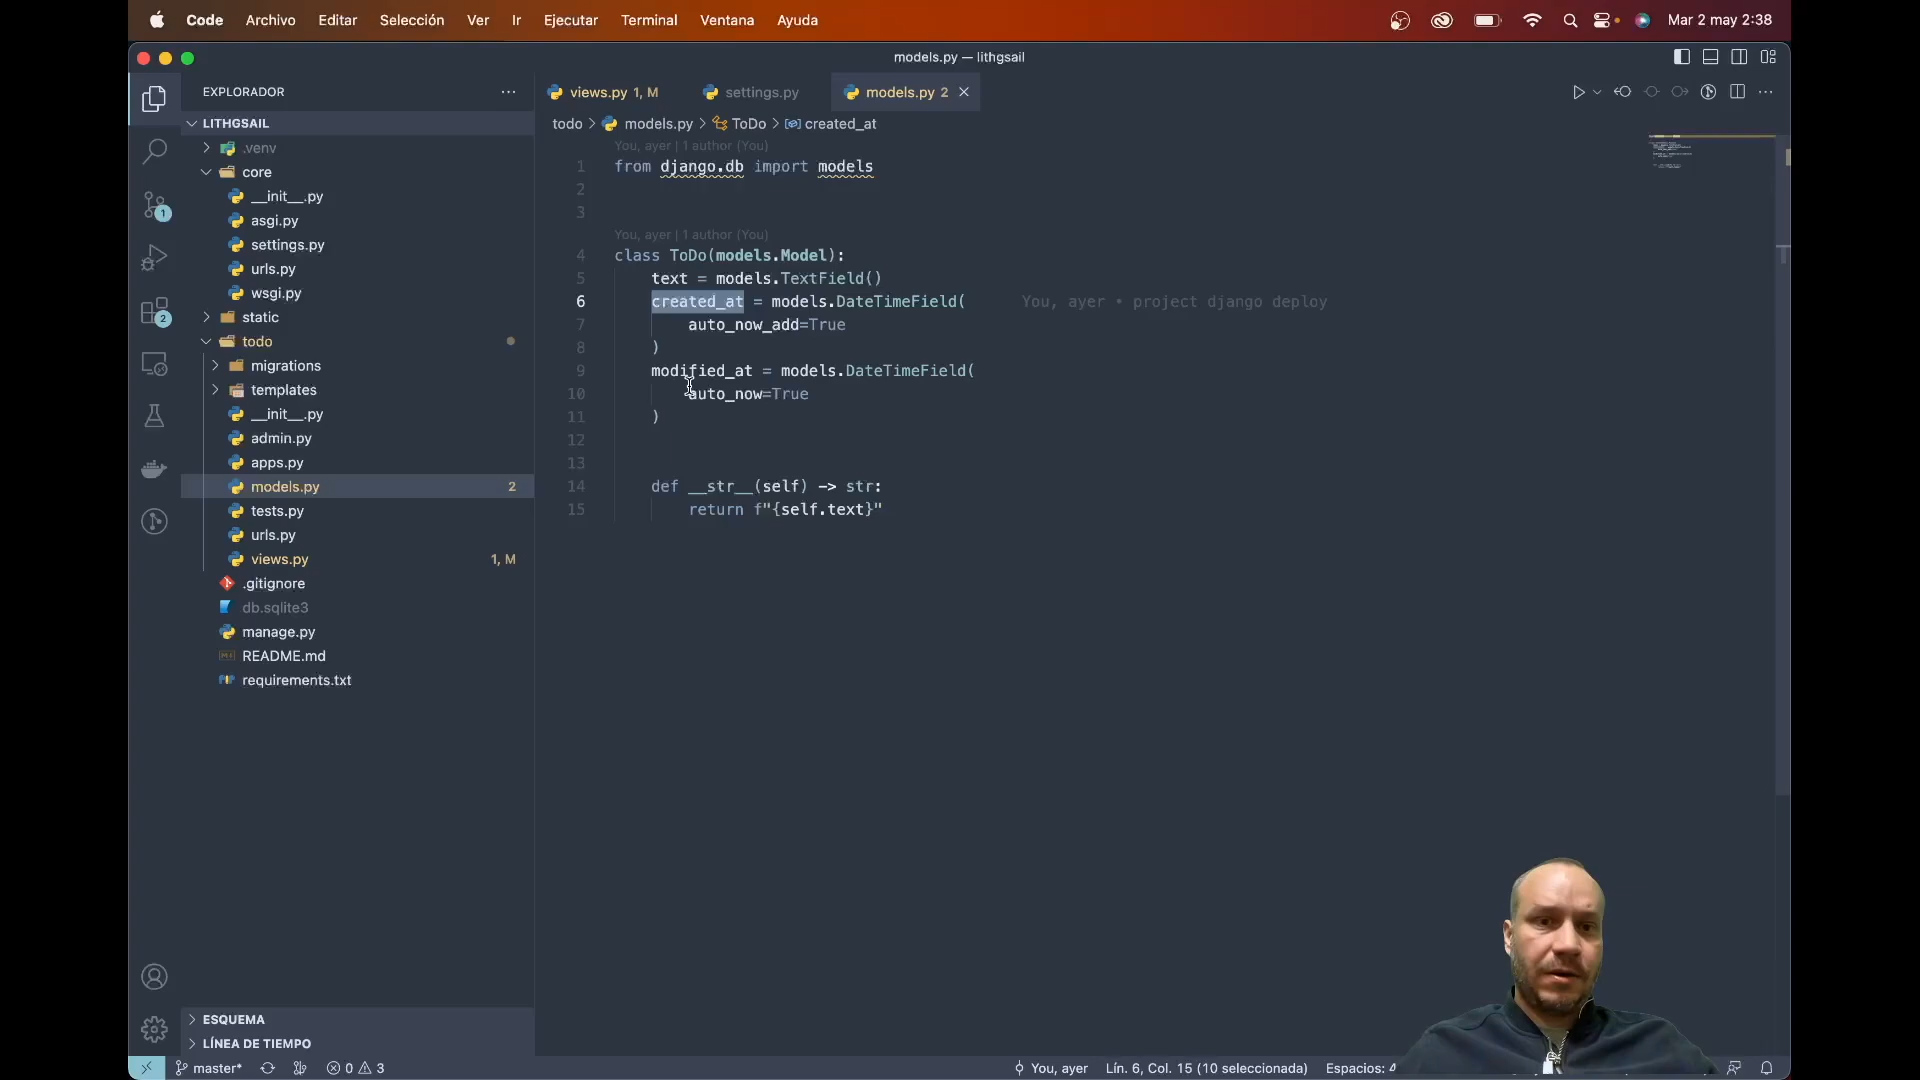 Code Archivo Editar Selección Ver Ir Ejecutar Terminal Ventana Ayuda Mar 2 may 2:38
models.py — lithgsail
EXPLORADOR
LITHGSAIL
.venv
core
__init__.py
asgi.py
settings.py
urls.py
wsgi.py
static
todo
migrations
templates
__init__.py
admin.py
apps.py
models.py 2
tests.py
urls.py
views.py 1, M
.gitignore
db.sqlite3
manage.py
README.md
requirements.txt
ESQUEMA
LÍNEA DE TIEMPO
1
2
views.py 1, M settings.py models.py 2
todo > models.py > ToDo > created_at
You, ayer | 1 author (You)
1 from django.db import models
2
3
You, ayer | 1 author (You)
4 class ToDo(models.Model):
5 text = models.TextField()
6 created_at = models.DateTimeField( You, ayer • project django deploy
7 auto_now_add=True
8 )
9 modified_at = models.DateTimeField(
10 auto_now=True
11 )
12
13
14 def __str__(self) -> str:
15 return f"{self.text}"
master* 0 3 You, ayer Lín. 6, Col. 15 (10 seleccionada) Espacios: